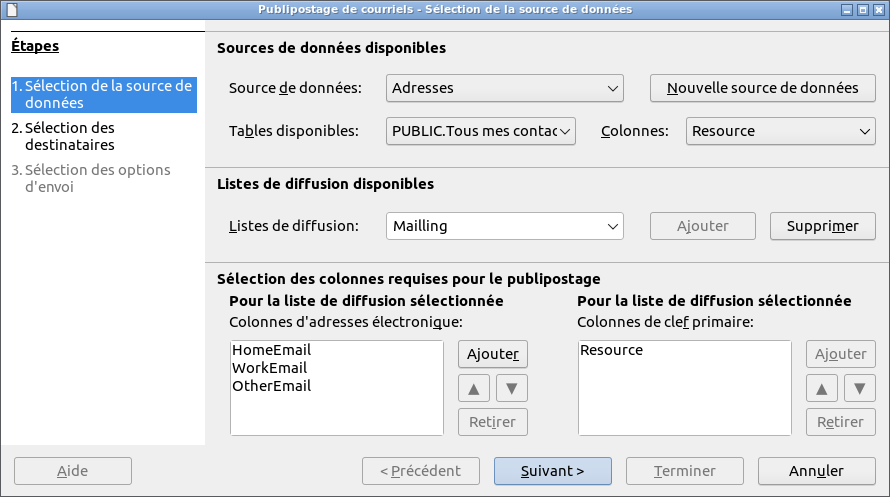 Publipostage de courriels - Sélection de la source de données
Étapes
1. Sélection de la source de
données
2. Sélection des
destinataires
3. Sélection des options
d'envoi
Sources de données disponibles
Source de données: Adresses Nouvelle source de données
Tables disponibles: PUBLIC.Tous mes contac Colonnes: Resource
Listes de diffusion disponibles
Listes de diffusion: Mailling Ajouter Supprimer
Sélection des colonnes requises pour le publipostage
Pour la liste de diffusion sélectionnée
Colonnes d'adresses électronique:
HomeEmail
WorkEmail
OtherEmail
Ajouter
▲ ▼
Retirer
Pour la liste de diffusion sélectionnée
Colonnes de clef primaire:
Resource
Ajouter
▲ ▼
Retirer
Aide < Précédent Suivant > Terminer Annuler